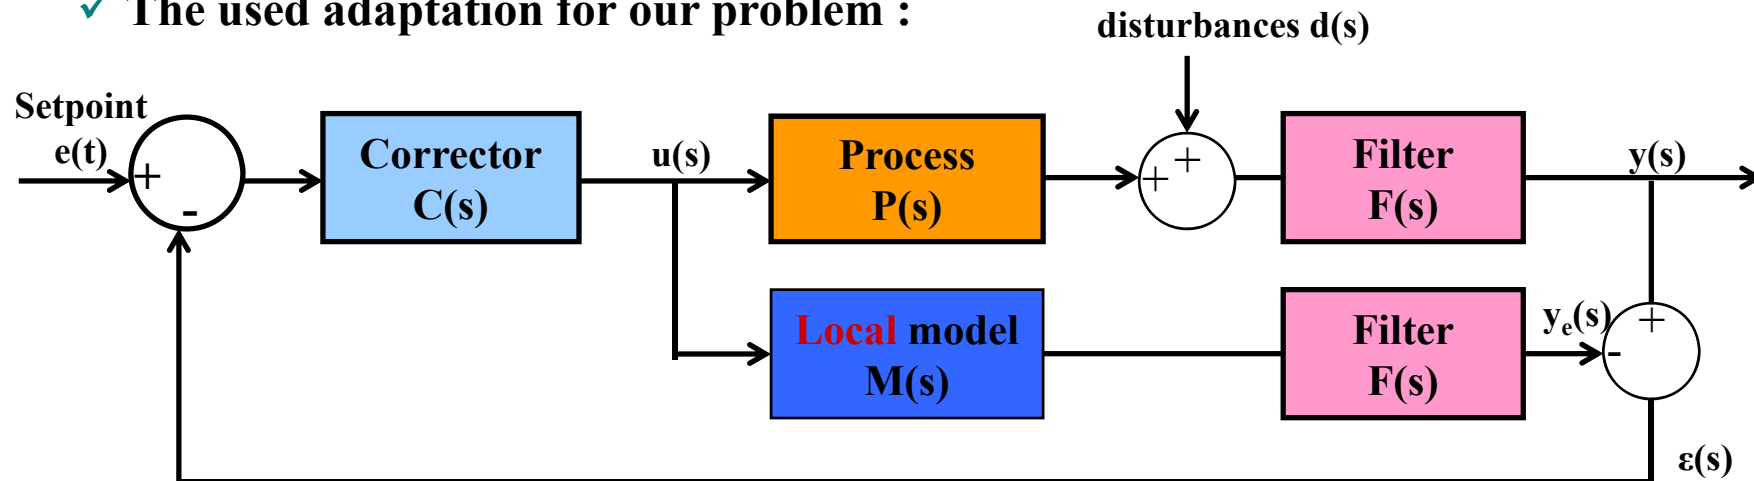 ✓ The used adaptation for our problem :
disturbances d(s)
Setpoint
e(t)
+
-
Corrector
C(s)
u(s)
Process
P(s)
+
+
Filter
F(s)
y(s)
Local model
M(s)
Filter
F(s)
yₑ(s)
+
-
ε(s)